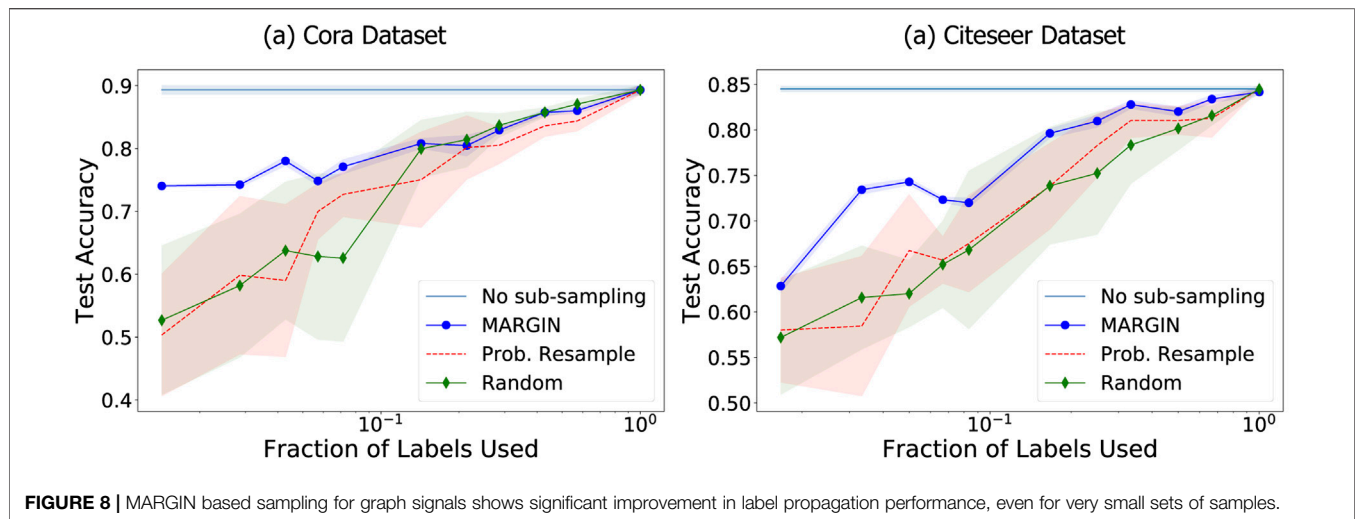 (a) Cora Dataset
0.9
0.8
0.7
0.6
0.5
0.4
Test Accuracy
No sub-sampling
MARGIN
Prob. Resample
Random
10⁻¹
10⁰
Fraction of Labels Used
(a) Citeseer Dataset
0.85
0.80
0.75
0.70
0.65
0.60
0.55
0.50
Test Accuracy
No sub-sampling
MARGIN
Prob. Resample
Random
10⁻¹
10⁰
Fraction of Labels Used
FIGURE 8 | MARGIN based sampling for graph signals shows significant improvement in label propagation performance, even for very small sets of samples.